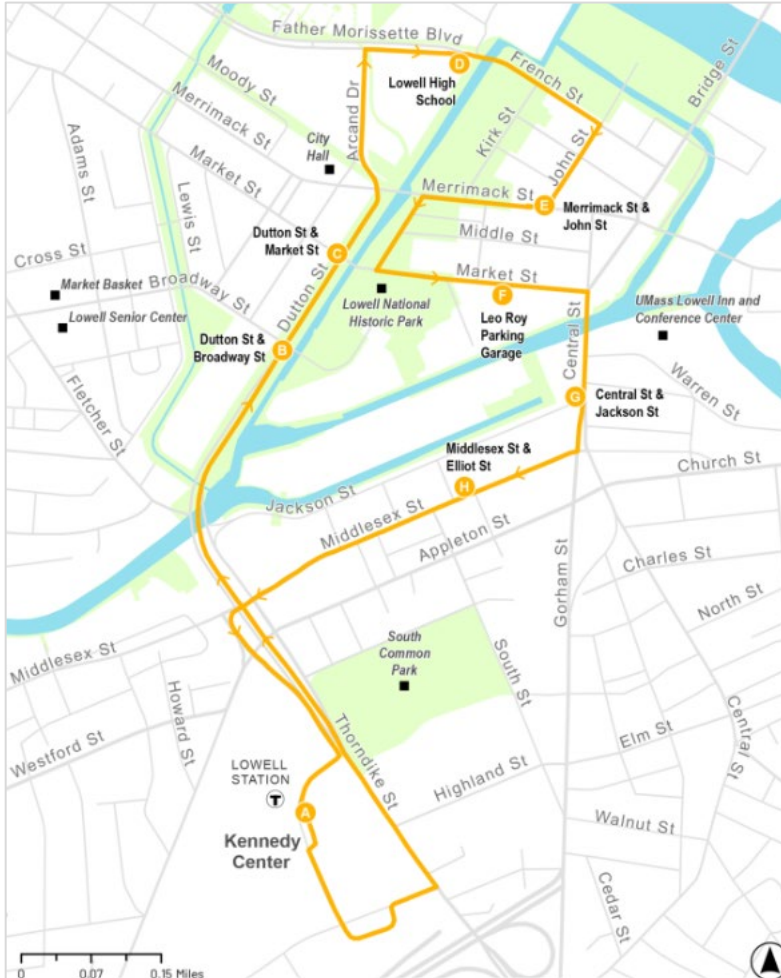 Father Morissette Blvd
D
Lowell High
School
French St
Bridge St
Moody St
Merrimack St
Arcand Dr
Kirk St
John St
Adams St
City
Hall
Market St
Lewis St
Merrimack St
E
Merrimack St &
John St
Middle St
Cross St
Dutton St &
Market St
C
Market St
Market Basket
Broadway St
Dutton St
Lowell National
Historic Park
F
Leo Roy
Parking
Garage
Central St
UMass Lowell Inn and
Conference Center
Lowell Senior Center
Dutton St &
Broadway St
B
Warren St
Fletcher St
G
Central St &
Jackson St
Middlesex St &
Elliot St
H
Church St
Jackson St
Middlesex St
Appleton St
Gorham St
Charles St
North St
Middlesex St
Howard St
South
Common
Park
South St
Central St
Westford St
Thorndike St
Elm St
LOWELL
STATION
T
Highland St
A
Kennedy
Center
Walnut St
Cedar St
0 0.07 0.15 Miles